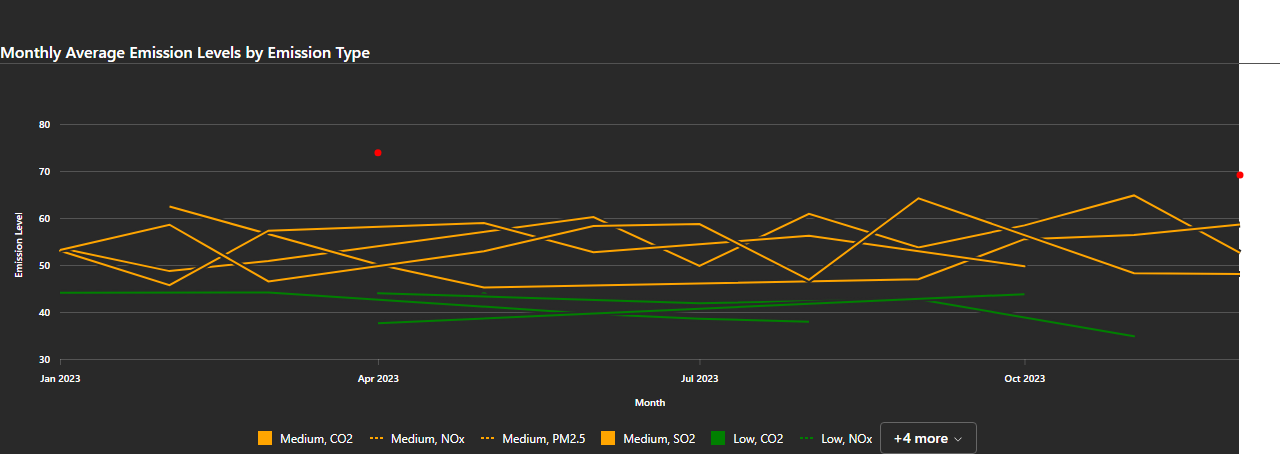 Monthly Average Emission Levels by Emission Type
80
70
60
50
40
30
Emission Level
Jan 2023 Apr 2023 Jul 2023 Oct 2023
Month
Medium, CO2 Medium, NOx Medium, PM2.5 Medium, SO2 Low, CO2 Low, NOx +4 more